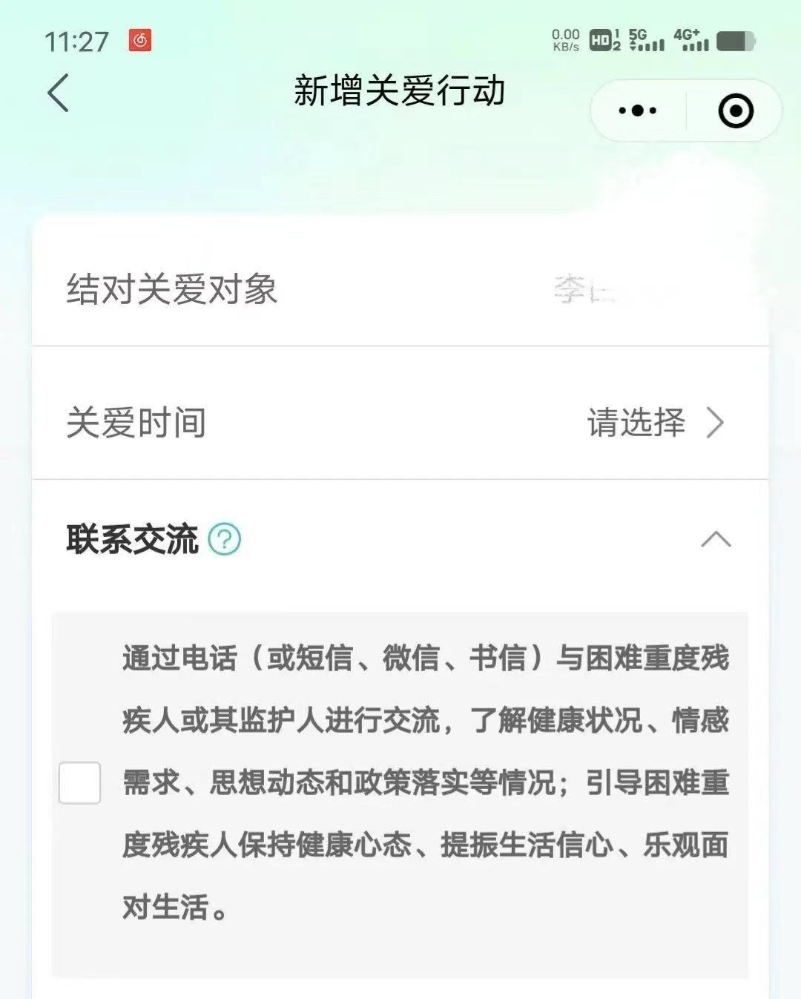 11:27
0.00
KB/s
HD 1 2
5G
4G+
新增关爱行动
结对关爱对象
李
关爱时间
请选择
联系交流
通过电话（或短信、微信、书信）与困难重度残
疾人或其监护人进行交流，了解健康状况、情感
需求、思想动态和政策落实等情况；引导困难重
度残疾人保持健康心态、提振生活信心、乐观面
对生活。